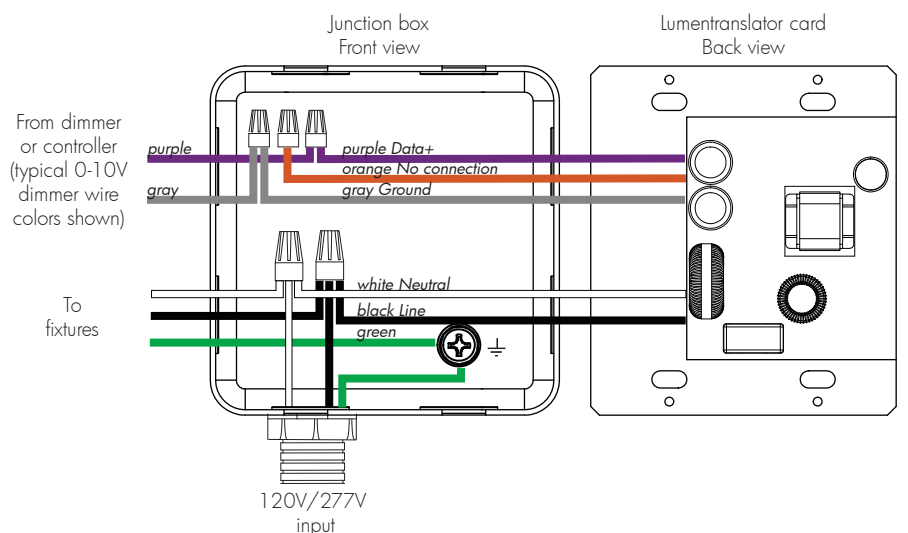 Junction box
Front view
Lumentranslator card
Back view
From dimmer
or controller
(typical 0-10V
dimmer wire
colors shown)
purple
gray
purple Data+
orange No connection
gray Ground
To
fixtures
white Neutral
black Line
green
120V/277V
input